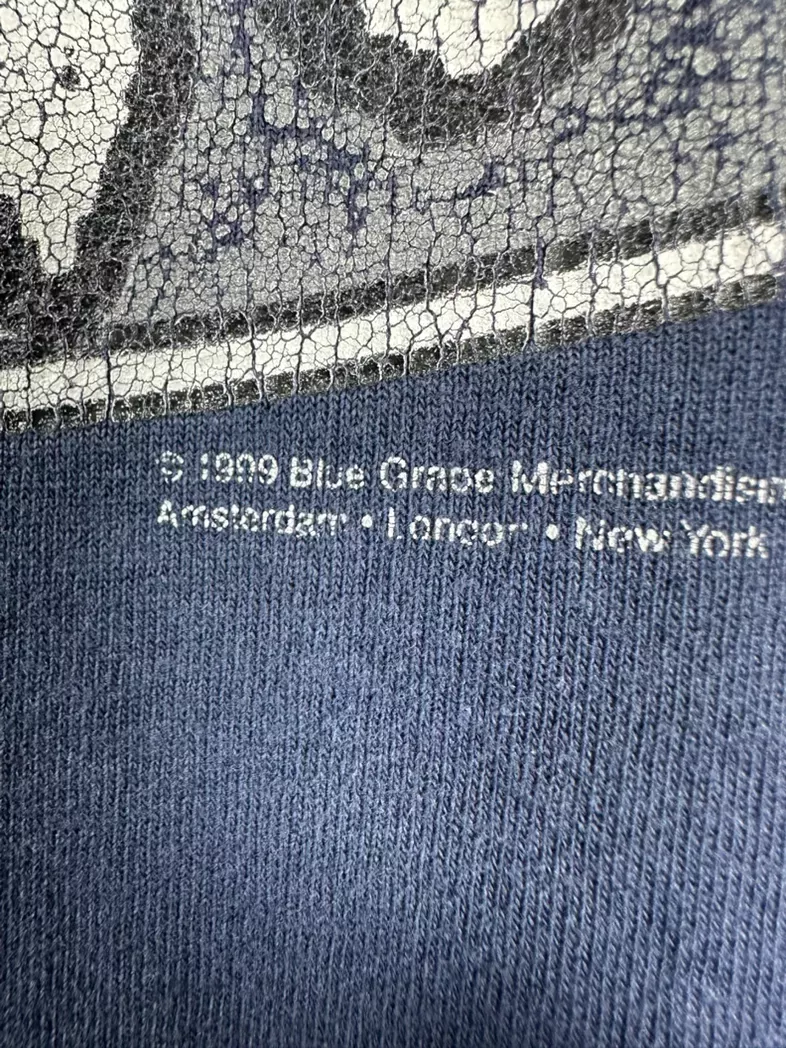 © 1999 Blue Grape Merchandisin
Amsterdam • London • New York